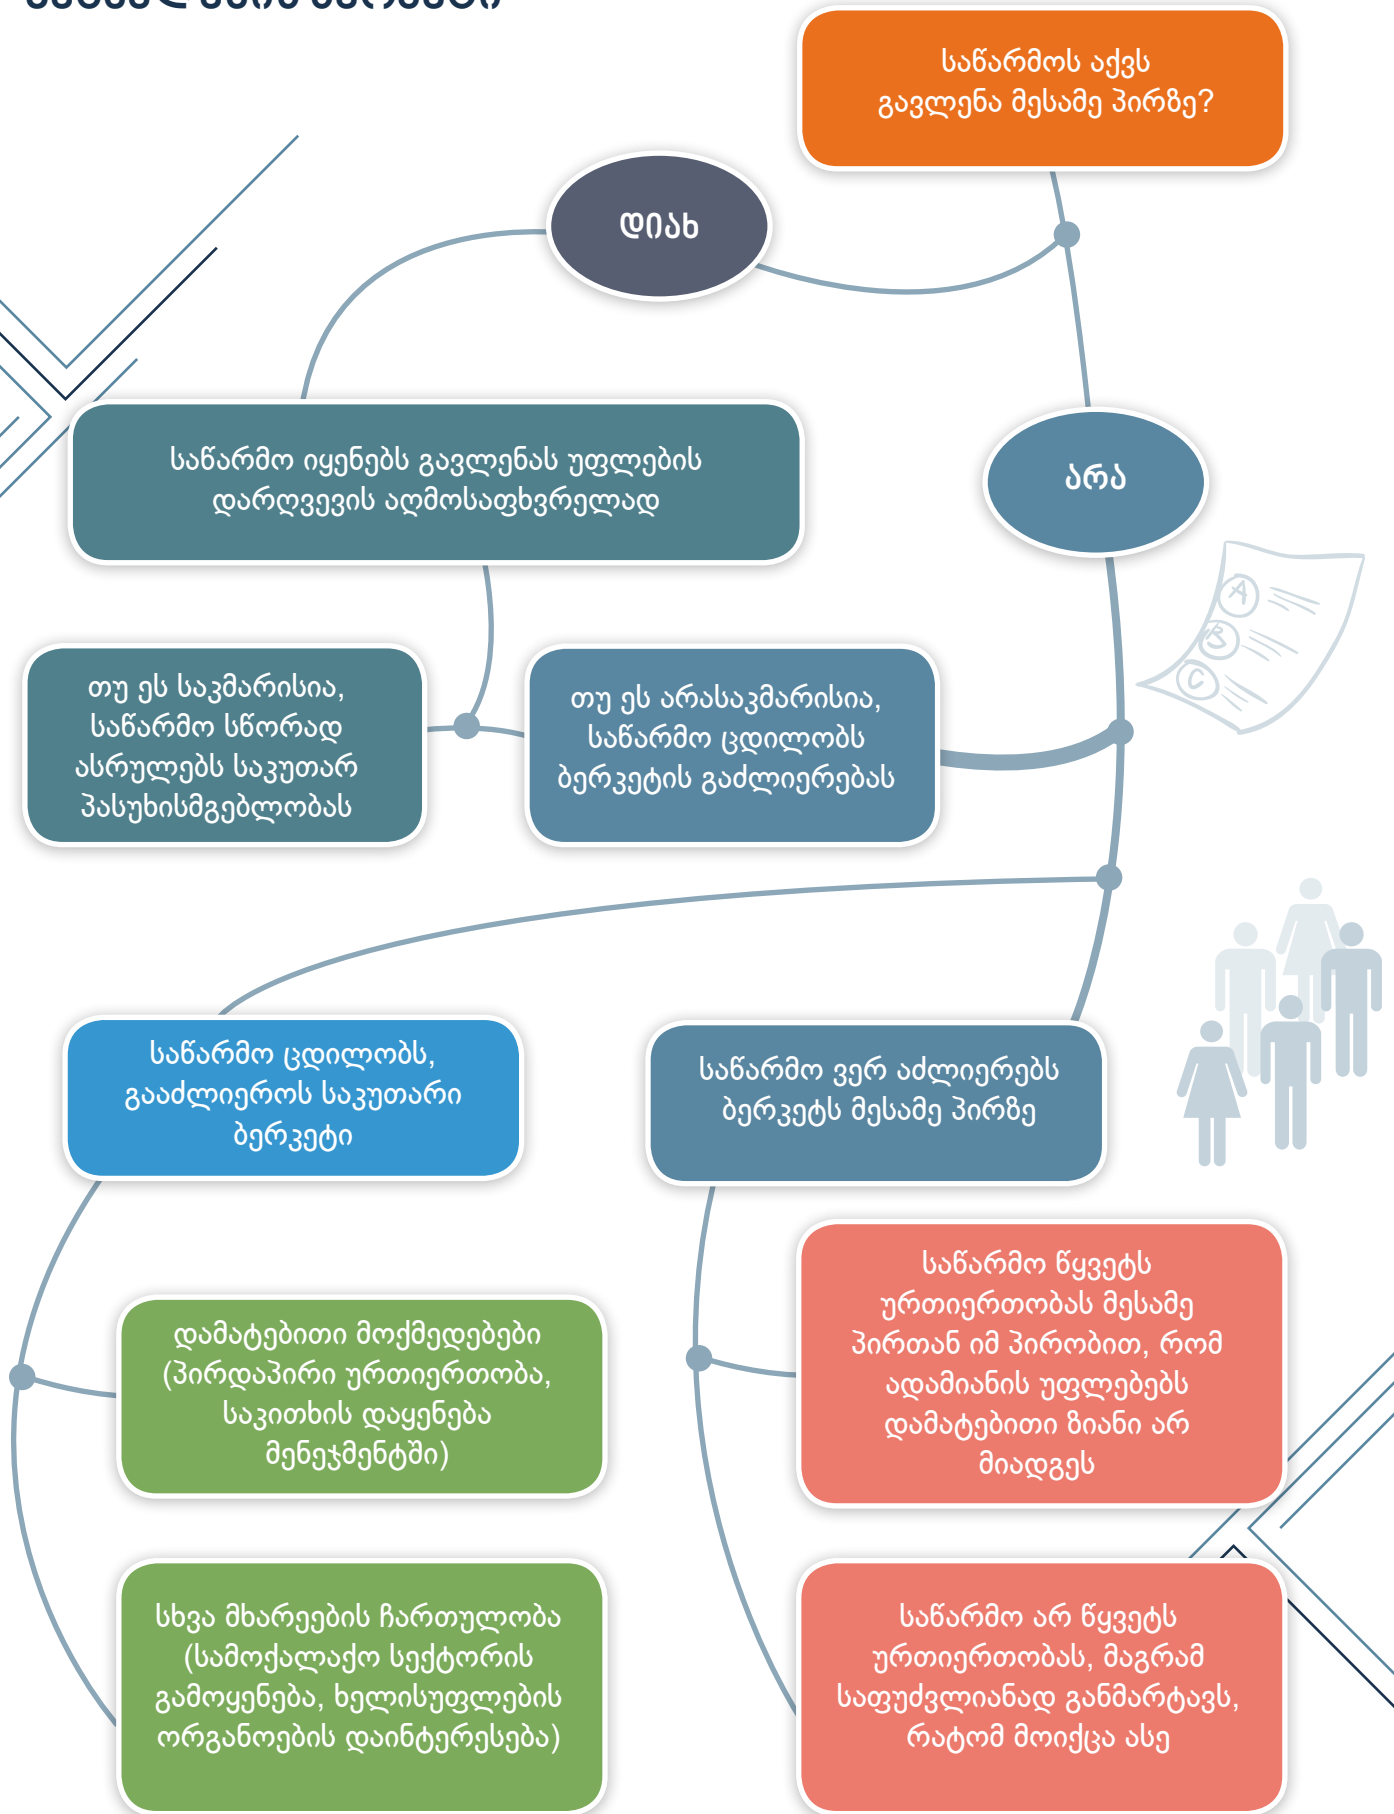 საწარმოს აქვს
გავლენა მესამე პირზე?
დიახ
საწარმო იყენებს გავლენას უფლების
დარღვევის აღმოსაფხვრელად
არა
თუ ეს საკმარისია,
საწარმო სწორად
ასრულებს საკუთარ
პასუხისმგებლობას
თუ ეს არასაკმარისია,
საწარმო ცდილობს
ბერკეტის გაძლიერებას
A
B
C
საწარმო ცდილობს,
გააძლიეროს საკუთარი
ბერკეტი
საწარმო ვერ აძლიერებს
ბერკეტს მესამე პირზე
დამატებითი მოქმედებები
(პირდაპირი ურთიერთობა,
საკითხის დაყენება
მენეჯმენტში)
საწარმო წყვეტს
ურთიერთობას მესამე
პირთან იმ პირობით, რომ
ადამიანის უფლებებს
დამატებითი ზიანი არ
მიადგეს
სხვა მხარეების ჩართულობა
(სამოქალაქო სექტორის
გამოყენება, ხელისუფლების
ორგანოების დაინტერესება)
საწარმო არ წყვეტს
ურთიერთობას, მაგრამ
საფუძვლიანად განმარტავს,
რატომ მოიქცა ასე